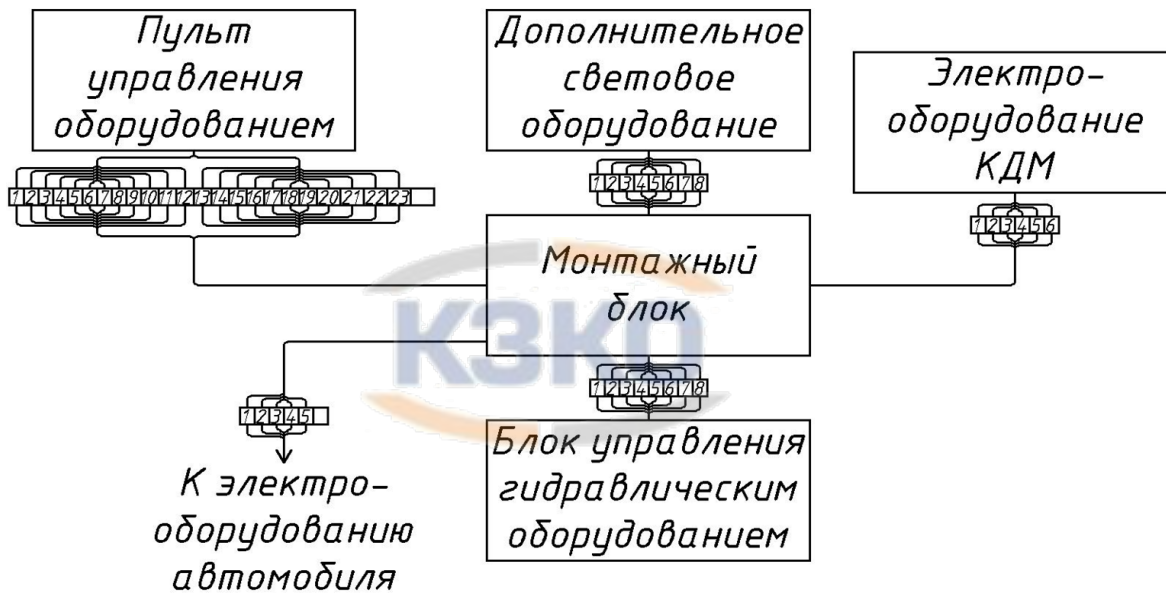 Пульт
управления
оборудованием
1 2 3 4 5 6 7 8 9 10 11 12 13 14 15 16 17 18 19 20 21 22 23
Дополнительное
световое
оборудование
1 2 3 4 5 6 7 8
Электро-
оборудование
КДМ
1 2 3 4 5 6
Монтажный
блок
КЗКО
1 2 3 4 5
К электро-
оборудованию
автомобиля
1 2 3 4 5 6 7 8
Блок управления
гидравлическим
оборудованием